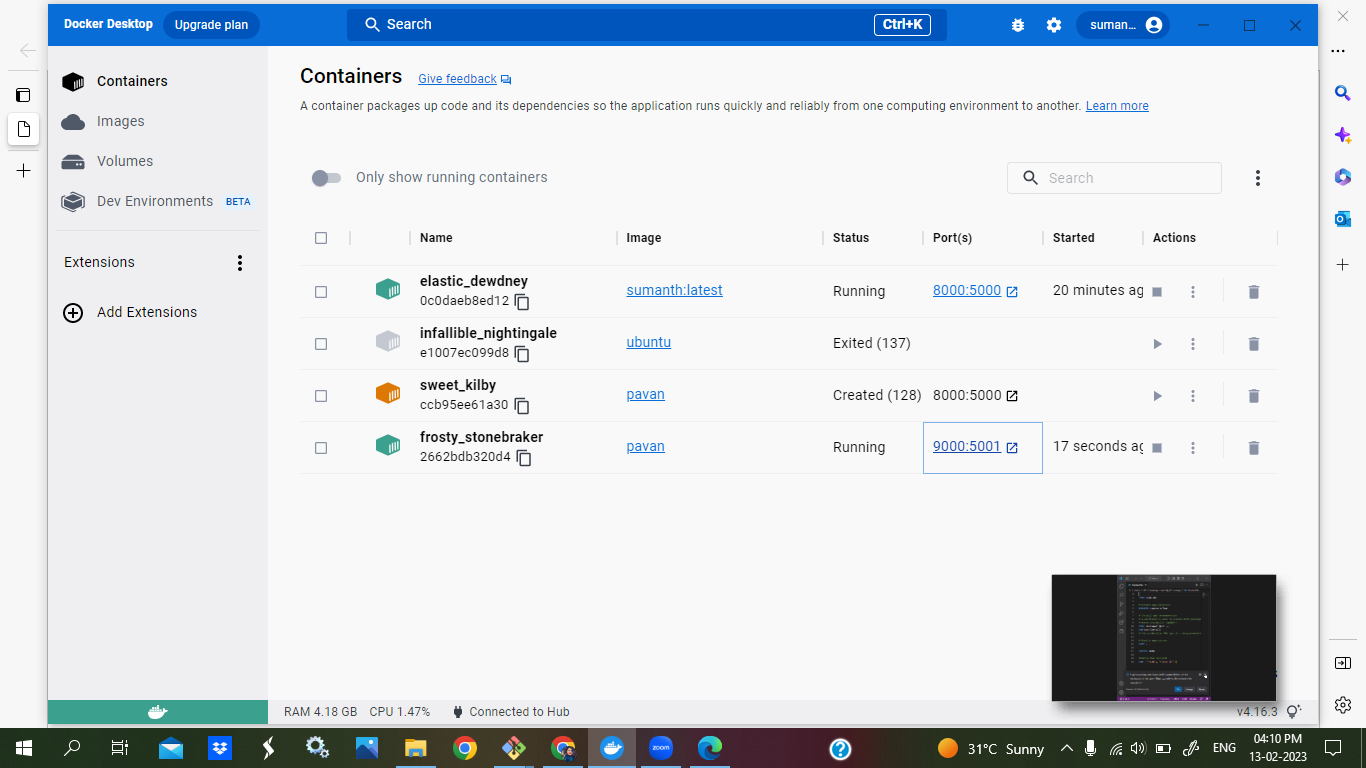 Docker Desktop
Upgrade plan
Search
Ctrl+K
suman...
Containers
Images
Volumes
Dev Environments BETA
Extensions
Add Extensions
Containers Give feedback
A container packages up code and its dependencies so the application runs quickly and reliably from one computing environment to another. Learn more
Only show running containers
Search
Name Image Status Port(s) Started Actions
elastic_dewdney
0c0daeb8ed12
sumanth:latest Running 8000:5000 20 minutes ag
infallible_nightingale
e1007ec099d8
ubuntu Exited (137)
sweet_kilby
ccb95ee61a30
pavan Created (128) 8000:5000
frosty_stonebraker
2662bdb320d4
pavan Running 9000:5001 17 seconds ag
RAM 4.18 GB CPU 1.47% Connected to Hub
v4.16.3
zoom
31°C Sunny
ENG
04:10 PM
13-02-2023